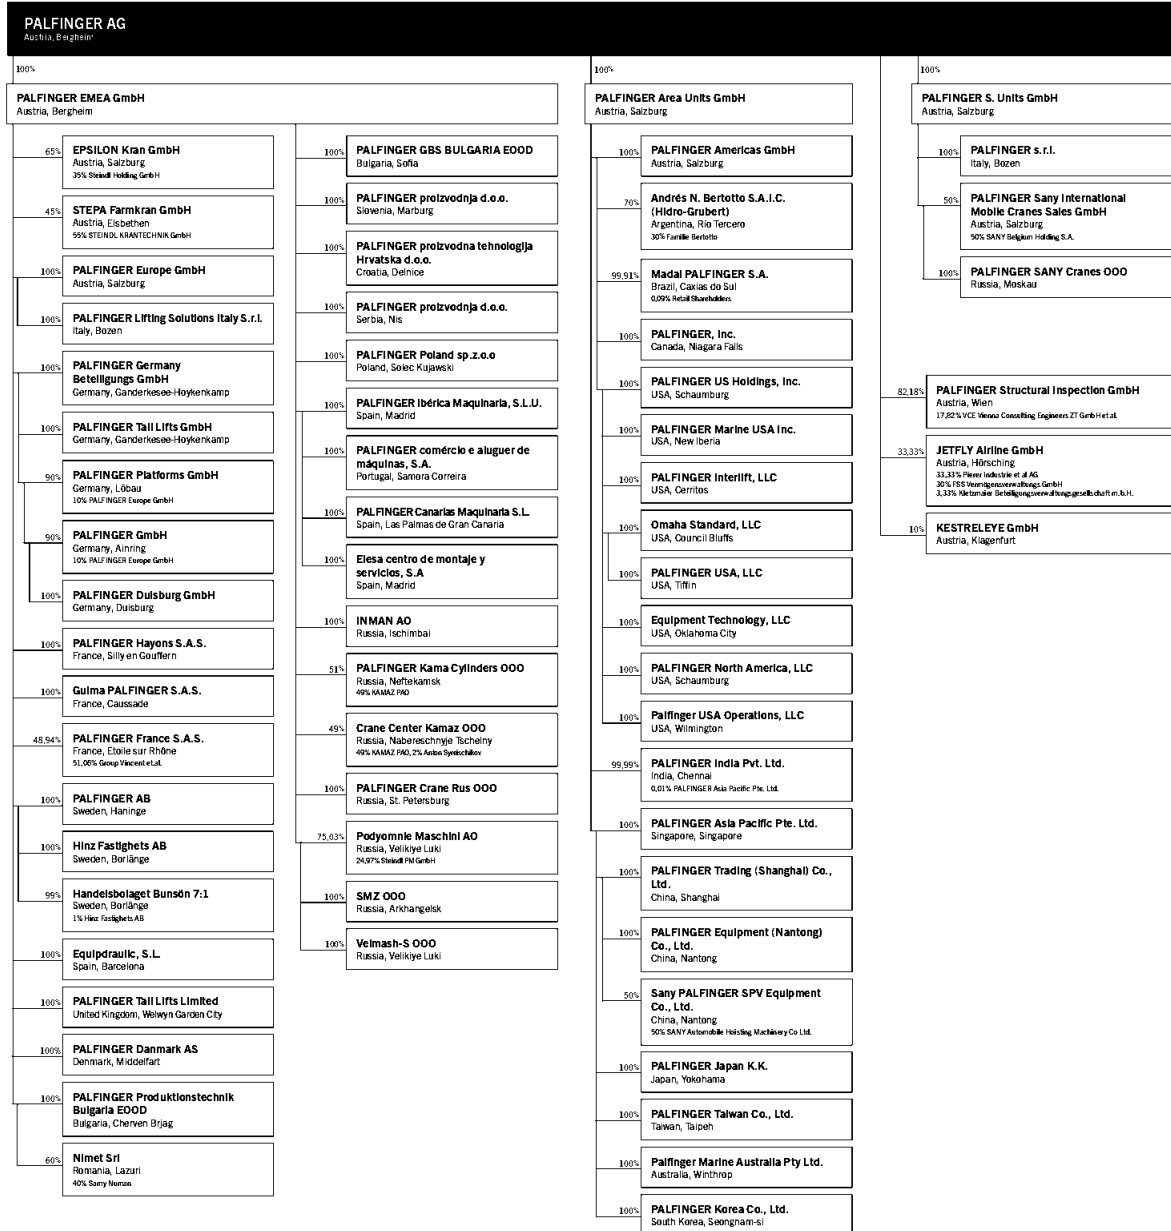 PALFINGER AG
Austria, Bergheim
100%
PALFINGER EMEA GmbH
Austria, Bergheim
65%
EPSILON Kran GmbH
Austria, Salzburg
35% Steindl Holding GmbH
45%
STEPA Farmkran GmbH
Austria, Elsbethen
55% STEINDL KRANTECHNIK GmbH
100%
PALFINGER Europe GmbH
Austria, Salzburg
100%
PALFINGER Lifting Solutions Italy S.r.l.
Italy, Bozen
100%
PALFINGER Germany
Beteiligungs GmbH
Germany, Ganderkesee-Hoykenkamp
100%
PALFINGER Tail Lifts GmbH
Germany, Ganderkesee-Hoykenkamp
90%
PALFINGER Platforms GmbH
Germany, Löbau
10% PALFINGER Europe GmbH
90%
PALFINGER GmbH
Germany, Ainring
10% PALFINGER Europe GmbH
100%
PALFINGER Duisburg GmbH
Germany, Duisburg
100%
PALFINGER Hayons S.A.S.
France, Silly en Gouffern
100%
Guima PALFINGER S.A.S.
France, Caussade
48,94%
PALFINGER France S.A.S.
France, Étoile sur Rhône
51,06% Group Vincent et.al.
100%
PALFINGER AB
Sweden, Haninge
100%
Hinz Fastighets AB
Sweden, Borlänge
99%
Handelsbolaget Bunsön 7:1
Sweden, Borlänge
1% Hinz Fastighets AB
100%
Equipdraulic, S.L.
Spain, Barcelona
100%
PALFINGER Tail Lifts Limited
United Kingdom, Welwyn Garden City
100%
PALFINGER Danmark AS
Denmark, Middelfart
100%
PALFINGER Produktionstechnik
Bulgaria EOOD
Bulgaria, Cherven Brjag
60%
Nimet Srl
Romania, Lazuri
40% Samy Numan
100%
PALFINGER GBS BULGARIA EOOD
Bulgaria, Sofia
100%
PALFINGER proizvodnja d.o.o.
Slovenia, Marburg
100%
PALFINGER proizvodna tehnologija
Hrvatska d.o.o.
Croatia, Delnice
100%
PALFINGER proizvodnja d.o.o.
Serbia, Nis
100%
PALFINGER Poland sp.z.o.o
Poland, Solec Kujawski
100%
PALFINGER Ibérica Maquinaria, S.L.U.
Spain, Madrid
100%
PALFINGER comércio e aluguer de
máquinas, S.A.
Portugal, Samora Correira
100%
PALFINGER Canarias Maquinaria S.L.
Spain, Las Palmas de Gran Canaria
100%
Elesa centro de montaje y
servicios, S.A
Spain, Madrid
100%
INMAN AO
Russia, Ischimbai
51%
PALFINGER Kama Cylinders OOO
Russia, Neftekamsk
49% KAMAZ PAO
49%
Crane Center Kamaz OOO
Russia, Nabereschnyje Tschelny
49% KAMAZ PAO, 2% Anton Syreischikov
100%
PALFINGER Crane Rus OOO
Russia, St. Petersburg
75,03%
Podyomnie Maschini AO
Russia, Velikiye Luki
24,97% Steindl PM GmbH
100%
SMZ OOO
Russia, Arkhangelsk
100%
Velmash-S OOO
Russia, Velikiye Luki
100%
PALFINGER Area Units GmbH
Austria, Salzburg
100%
PALFINGER Americas GmbH
Austria, Salzburg
70%
Andrés N. Bertotto S.A.I.C.
(Hidro-Grubert)
Argentina, Río Tercero
30% Familie Bertotto
99,91%
Madal PALFINGER S.A.
Brazil, Caxias do Sul
0,09% Retail Shareholders
100%
PALFINGER, Inc.
Canada, Niagara Falls
100%
PALFINGER US Holdings, Inc.
USA, Schaumburg
100%
PALFINGER Marine USA Inc.
USA, New Iberia
100%
PALFINGER Interlift, LLC
USA, Cerritos
100%
Omaha Standard, LLC
USA, Council Bluffs
100%
PALFINGER USA, LLC
USA, Tiffin
100%
Equipment Technology, LLC
USA, Oklahoma City
100%
PALFINGER North America, LLC
USA, Schaumburg
100%
Palfinger USA Operations, LLC
USA, Wilmington
99,99%
PALFINGER India Pvt. Ltd.
India, Chennai
0,01% PALFINGER Asia Pacific Pte. Ltd.
100%
PALFINGER Asia Pacific Pte. Ltd.
Singapore, Singapore
100%
PALFINGER Trading (Shanghai) Co.,
Ltd.
China, Shanghai
100%
PALFINGER Equipment (Nantong)
Co., Ltd.
China, Nantong
50%
Sany PALFINGER SPV Equipment
Co., Ltd.
China, Nantong
50% SANY Automobile Hoisting Machinery Co Ltd.
100%
PALFINGER Japan K.K.
Japan, Yokohama
100%
PALFINGER Taiwan Co., Ltd.
Taiwan, Taipeh
100%
Palfinger Marine Australia Pty Ltd.
Australia, Winthrop
100%
PALFINGER Korea Co., Ltd.
South Korea, Seongnam-si
100%
PALFINGER S. Units GmbH
Austria, Salzburg
100%
PALFINGER s.r.l.
Italy, Bozen
50%
PALFINGER Sany International
Mobile Cranes Sales GmbH
Austria, Salzburg
50% SANY Belgium Holding S.A.
100%
PALFINGER SANY Cranes OOO
Russia, Moskau
82,18%
PALFINGER Structural Inspection GmbH
Austria, Wien
17,82% VCE Vienna Consulting Engineers ZT GmbH et al.
33,33%
JETFLY Airline GmbH
Austria, Hörsching
33,33% Pierer Industrie et al AG
30% FSS Vermögensverwaltungs GmbH
3,33% Kletzmaier Beteiligungsverwaltungsgesellschaft m.b.H.
10%
KESTRELEYE GmbH
Austria, Klagenfurt